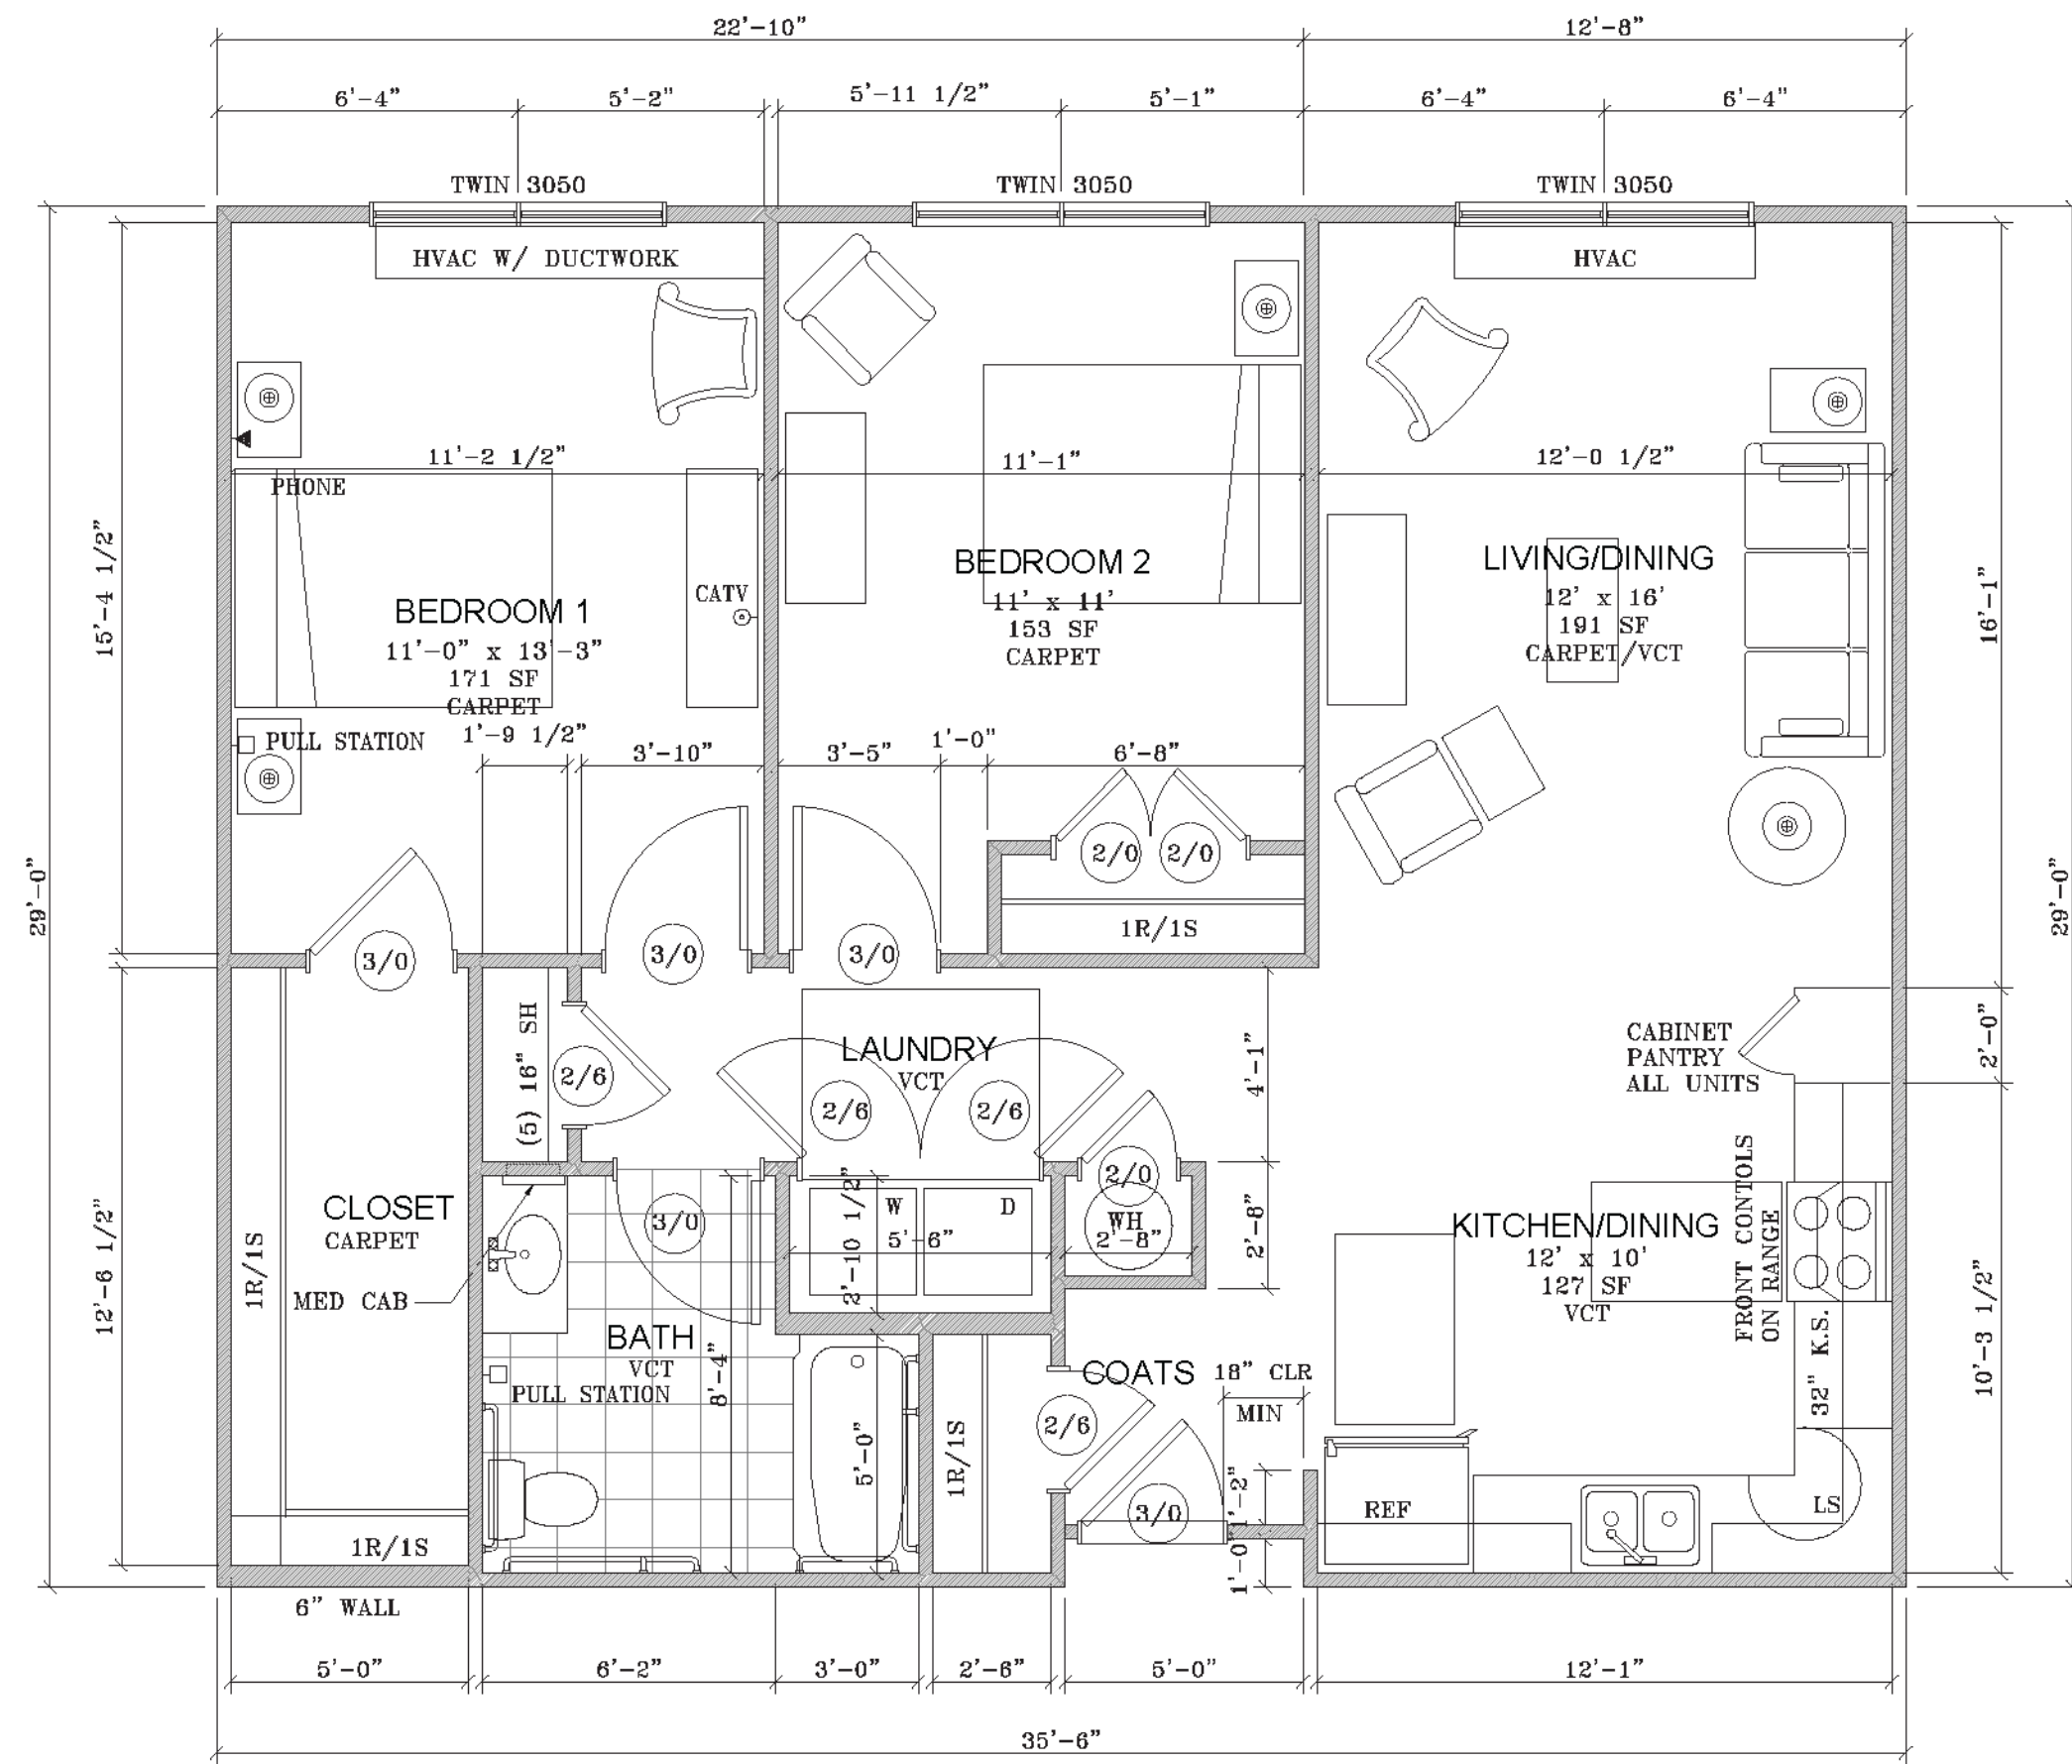 22'-10"
12'-8"
6'-4"
5'-2"
5'-11 1/2"
5'-1"
6'-4"
6'-4"
TWIN 3050
TWIN 3050
TWIN 3050
HVAC W/ DUCTWORK
HVAC
11'-2 1/2"
11'-1"
12'-0 1/2"
PHONE
15'-4 1/2"
16'-1"
BEDROOM 1
11'-0" x 13'-3"
171 SF
CARPET
CATV
BEDROOM 2
11' x 11'
153 SF
CARPET
LIVING/DINING
12' x 16'
191 SF
CARPET/VCT
PULL STATION
1'-9 1/2"
3'-10"
3'-5"
1'-0"
6'-8"
2/0
2/0
1R/1S
29'-0"
29'-0"
3/0
3/0
3/0
(5) 16" SH
2/6
LAUNDRY
VCT
2/6
2/6
4'-1"
CABINET
PANTRY
ALL UNITS
2'-0"
2/0
WH
2'-8"
2'-8"
W
D
5'-6"
2'-10 1/2"
CLOSET
CARPET
1R/1S
12'-6 1/2"
MED CAB
3/0
BATH
VCT
PULL STATION
8'-4"
5'-0"
KITCHEN/DINING
12' x 10'
127 SF
VCT
FRONT CONTOLS
ON RANGE
32" K.S.
10'-3 1/2"
COATS
18" CLR
MIN
2/6
1R/1S
3/0
1'-2"
1'-0"
REF
LS
1R/1S
6" WALL
5'-0"
6'-2"
3'-0"
2'-6"
5'-0"
12'-1"
35'-6"